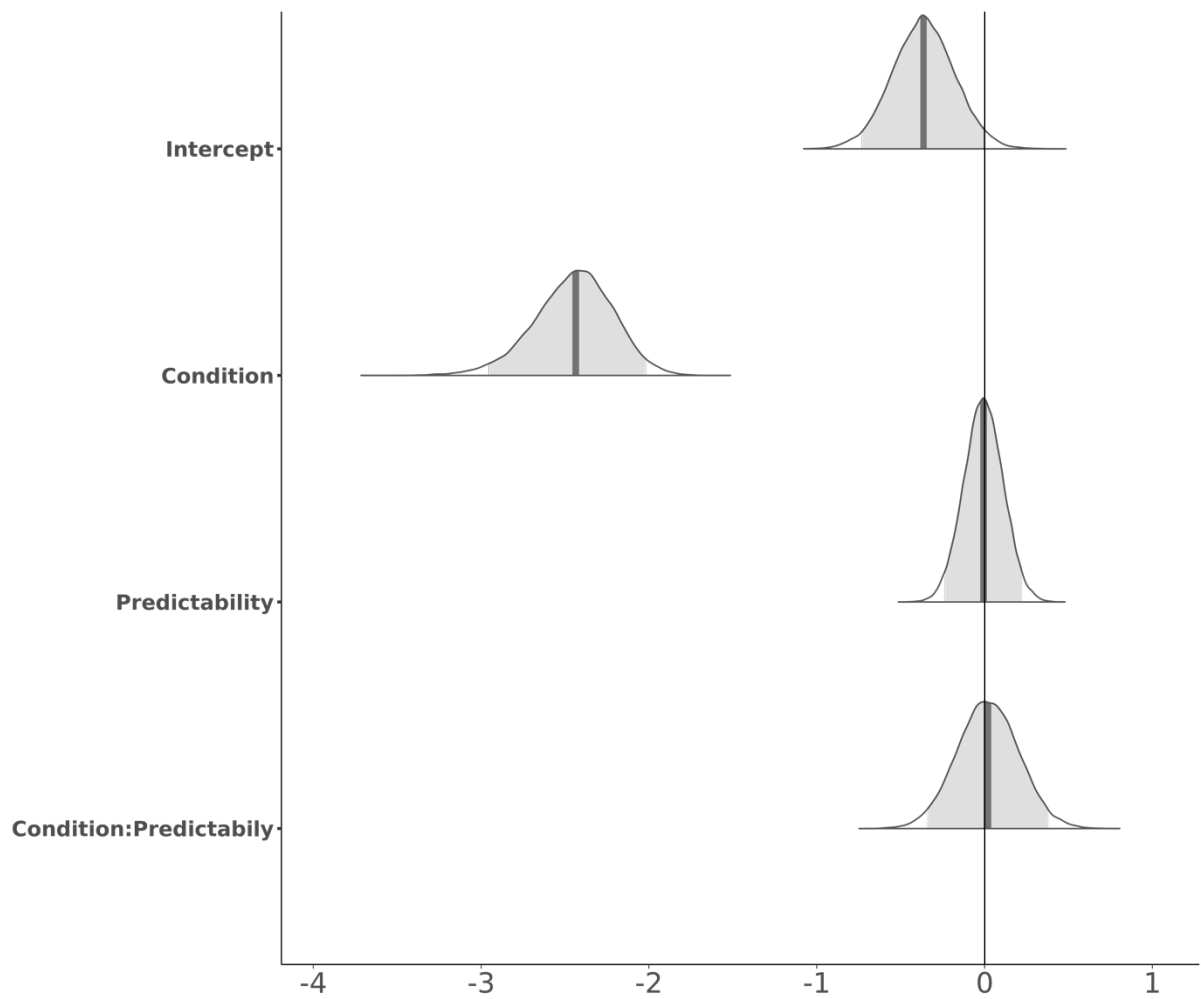 Intercept
Condition
Predictability
Condition:Predictabily
-4 -3 -2 -1 0 1